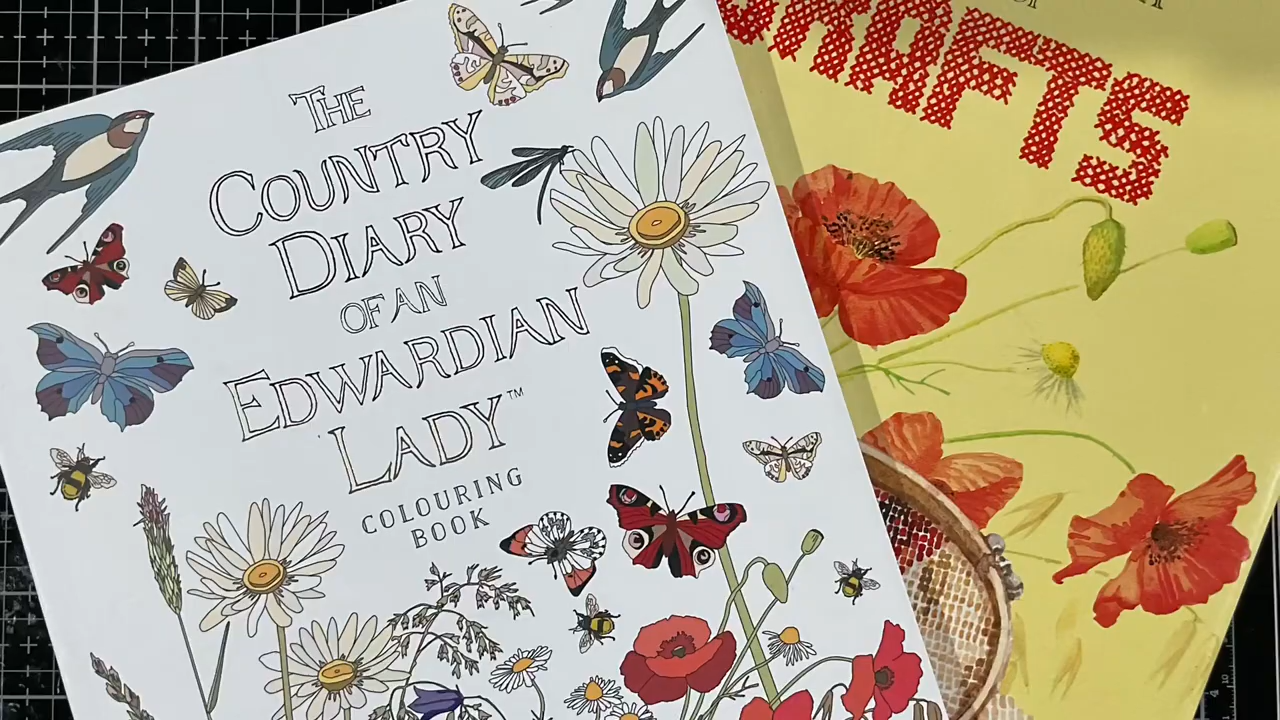 THE
COUNTRY
DIARY
OF AN
EDWARDIAN
LADY™
COLOURING
BOOK
CRAFTS